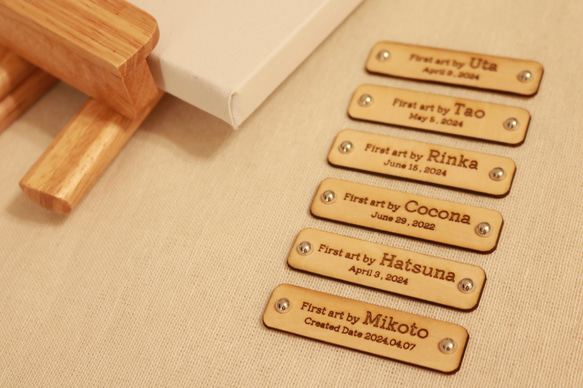 First art by Uta
April 9, 2024
First art by Tao
May 5, 2024
First art by Rinka
June 15, 2024
First art by Cocona
June 29, 2022
First art by Hatsuna
April 3, 2024
First art by Mikoto
Created Date 2024.04.07